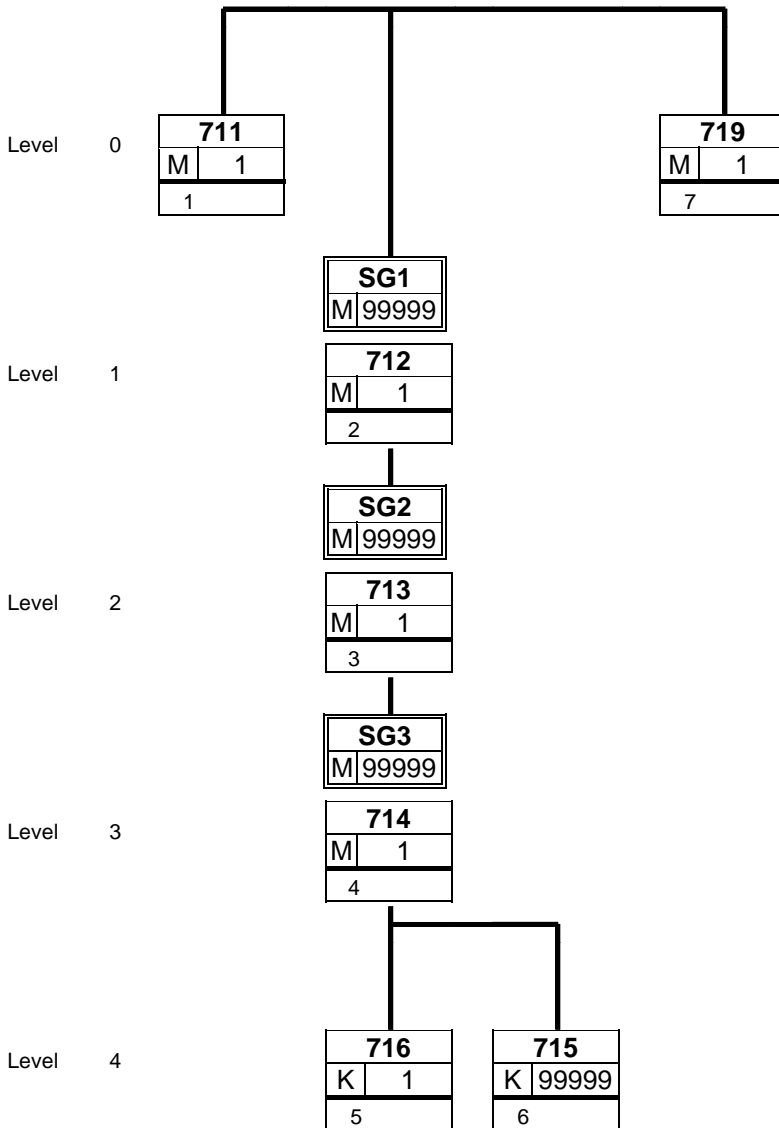 711 719
Level 0 M 1 M 1
1 7
SG1
M 99999
712
Level 1 M 1
2
SG2
M 99999
713
Level 2 M 1
3
SG3
M 99999
714
Level 3 M 1
4
716 715
Level 4 K 1 K 99999
5 6